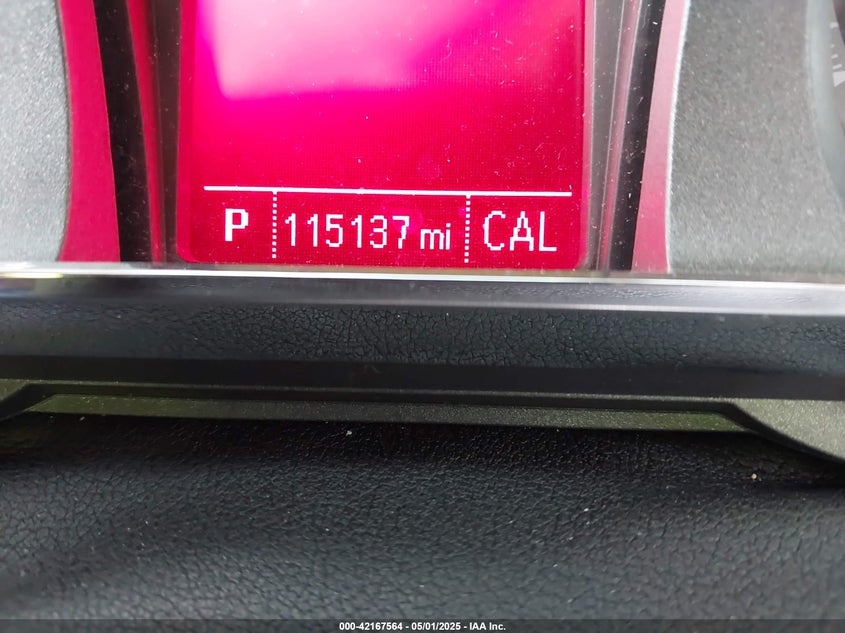 P 115137 mi CAL
000-42167564 - 05/01/2025 - IAA Inc.